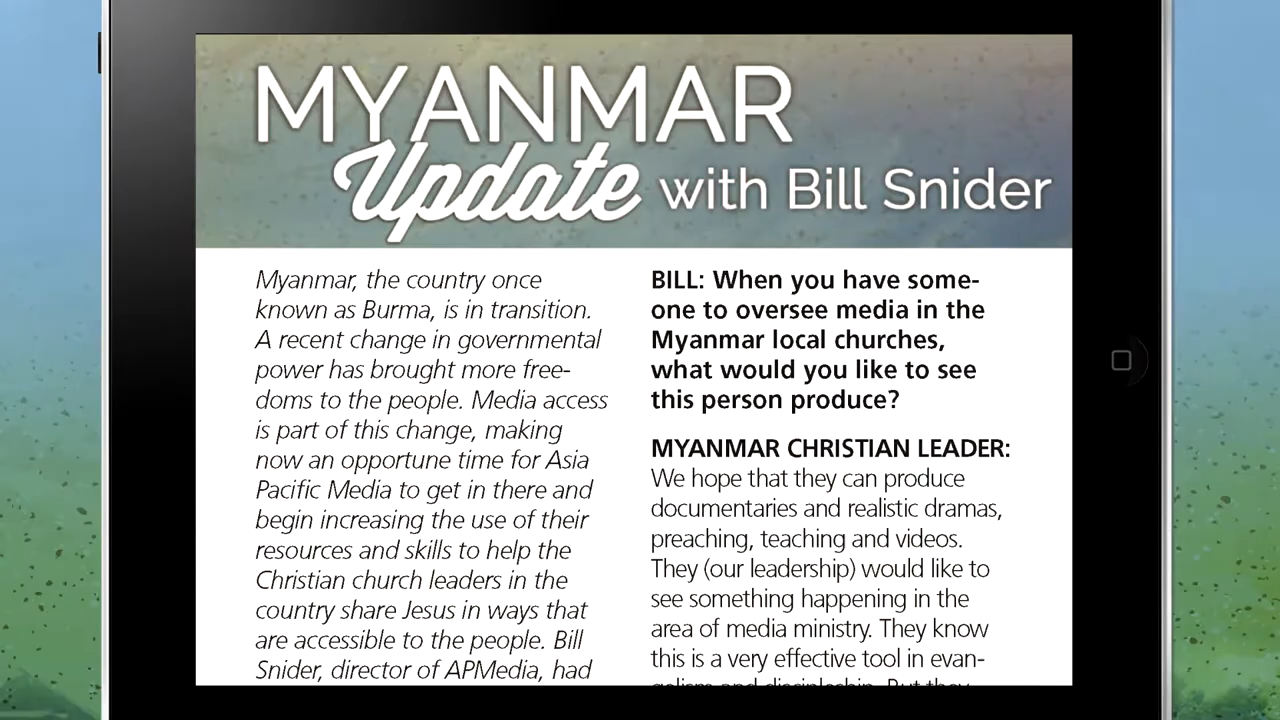 MYANMAR
Update with Bill Snider
Myanmar, the country once
known as Burma, is in transition.
A recent change in governmental
power has brought more free-
doms to the people. Media access
is part of this change, making
now an opportune time for Asia
Pacific Media to get in there and
begin increasing the use of their
resources and skills to help the
Christian church leaders in the
country share Jesus in ways that
are accessible to the people. Bill
Snider, director of APMedia, had
BILL: When you have some-
one to oversee media in the
Myanmar local churches,
what would you like to see
this person produce?
MYANMAR CHRISTIAN LEADER:
We hope that they can produce
documentaries and realistic dramas,
preaching, teaching and videos.
They (our leadership) would like to
see something happening in the
area of media ministry. They know
this is a very effective tool in evan-
gelism and discipleship. But they